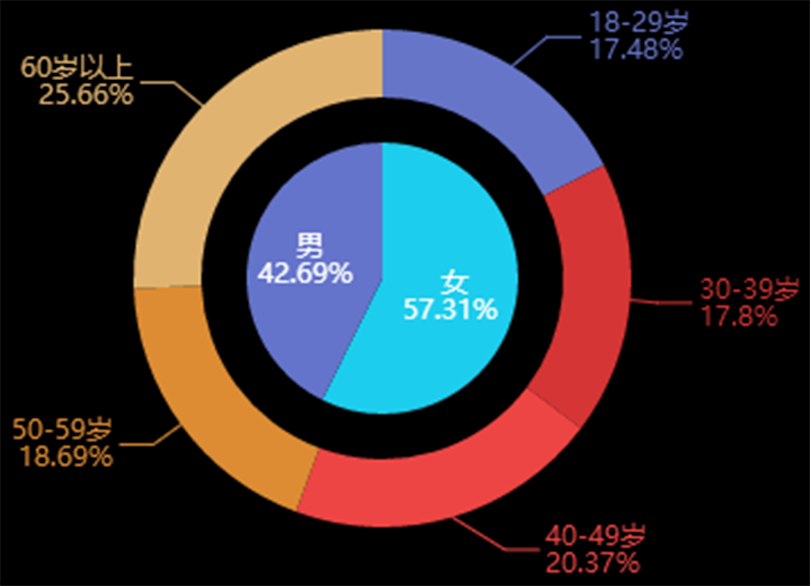 18-29岁
17.48%
60岁以上
25.66%
男
42.69%
女
57.31%
30-39岁
17.8%
50-59岁
18.69%
40-49岁
20.37%